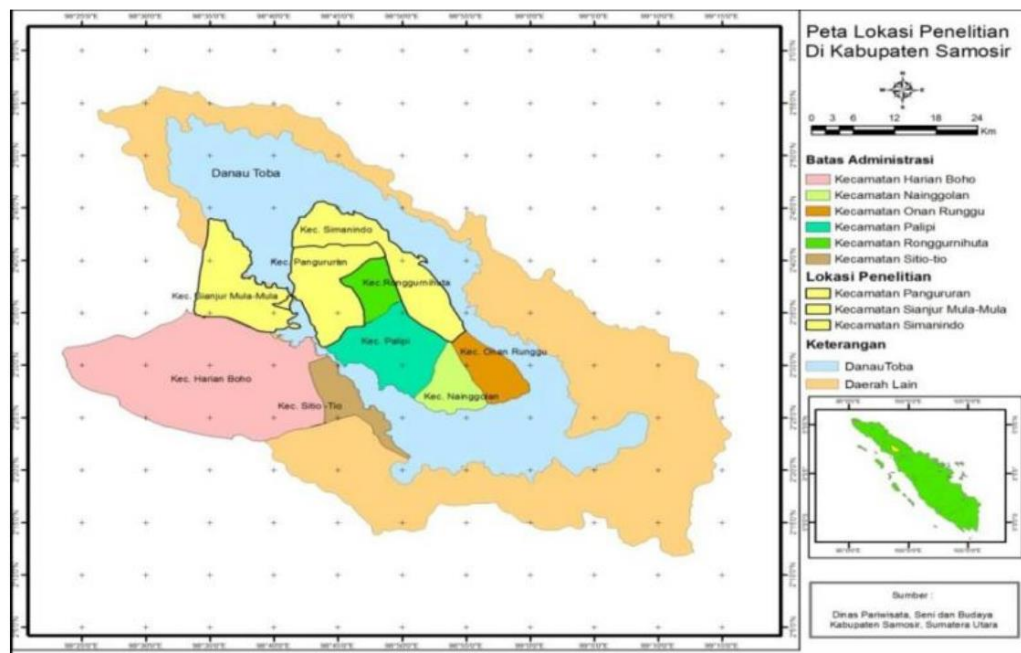 Peta Lokasi Penelitian
Di Kabupaten Samosir
0 3 6 12 18 24
Km
Batas Administrasi
Kecamatan Harian Boho
Kecamatan Nainggolan
Kecamatan Onan Runggu
Kecamatan Palipi
Kecamatan Ronggurnihuta
Kecamatan Sitio-tio
Lokasi Penelitian
Kecamatan Pangururan
Kecamatan Sianjur Mula-Mula
Kecamatan Simanindo
Keterangan
DanauToba
Daerah Lain
Danau Toba
Kec. Simanindo
Kec. Pangururan
Kec. Ronggurnihuta
Kec. Sianjur Mula-Mula
Kec. Palipi
Kec. Onan Runggu
Kec. Harian Boho
Kec. Nainggolan
Kec. Sitio -Tio
Sumber :
Dinas Pariwisata, Seni dan Budaya
Kabupaten Samosir, Sumatera Utara